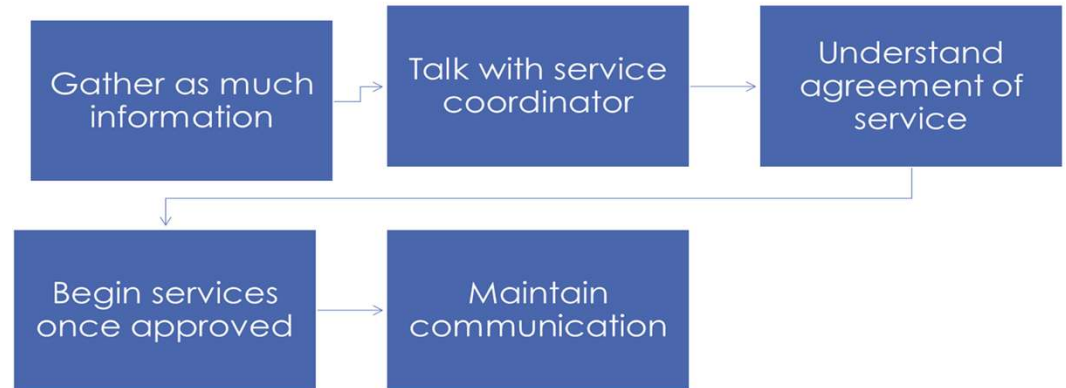 Gather as much
information
Talk with service
coordinator
Understand
agreement of
service
Begin services
once approved
Maintain
communication